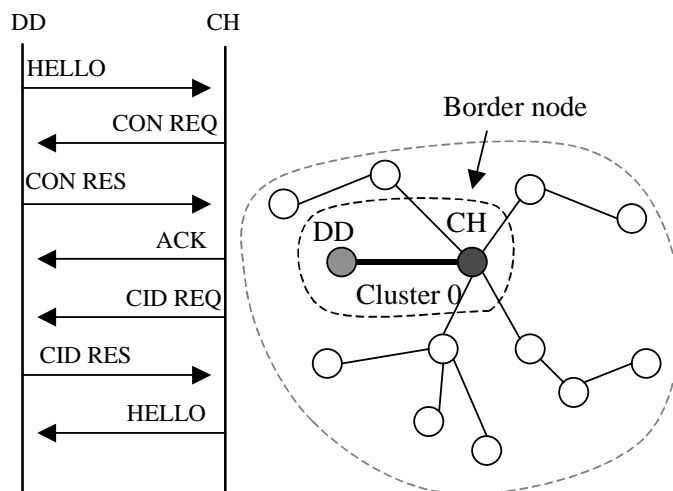 DD
CH
HELLO
CON REQ
CON RES
ACK
CID REQ
CID RES
HELLO
Border node
CH
DD
Cluster 0